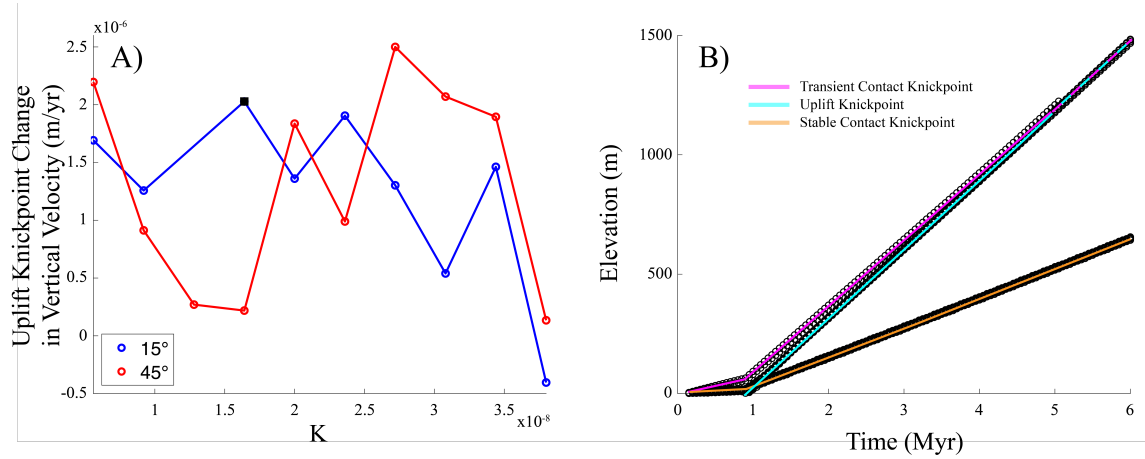 x10⁻⁶
A)
2.5
2
1.5
1
0.5
0
-0.5
Uplift Knickpoint Change
in Vertical Velocity (m/yr)
15°
45°
1
1.5
2
2.5
3
3.5
x10⁻⁸
K
B)
1500
1000
500
0
Elevation (m)
Transient Contact Knickpoint
Uplift Knickpoint
Stable Contact Knickpoint
0
1
2
3
4
5
6
Time (Myr)